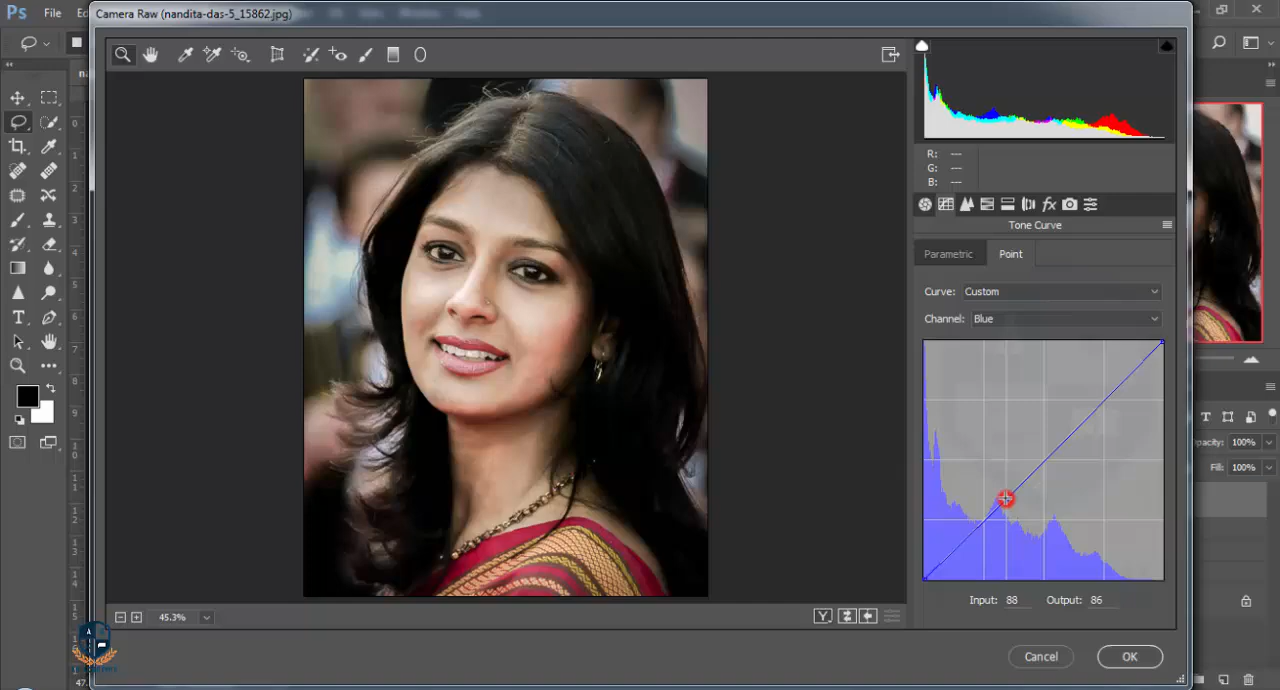 Ps File
Camera Raw (nandita-das-5_15862.jpg)
R: ---
G: ---
B: ---
Tone Curve
Parametric Point
Curve: Custom
Channel: Blue
Input: 88 Output: 86
45.3%
Y
Cancel OK
fx
T
Opacity: 100%
Fill: 100%